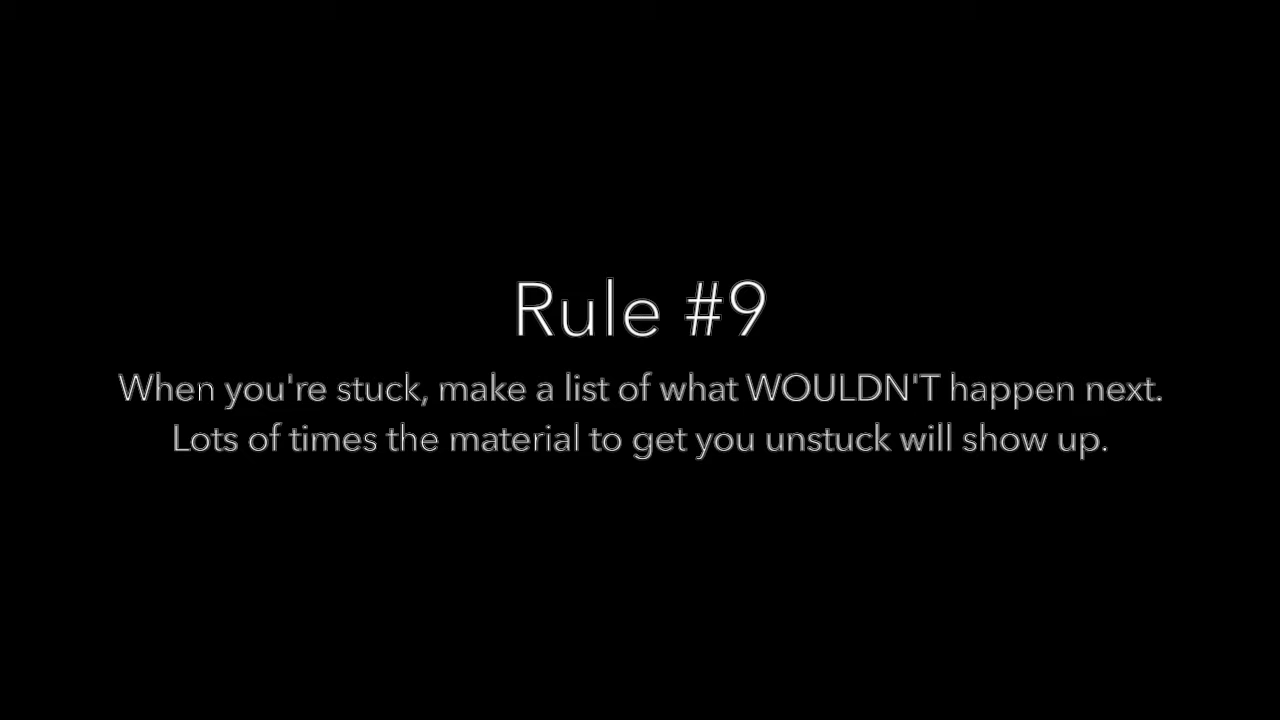 Rule #9
When you're stuck, make a list of what WOULDN'T happen next.
Lots of times the material to get you unstuck will show up.